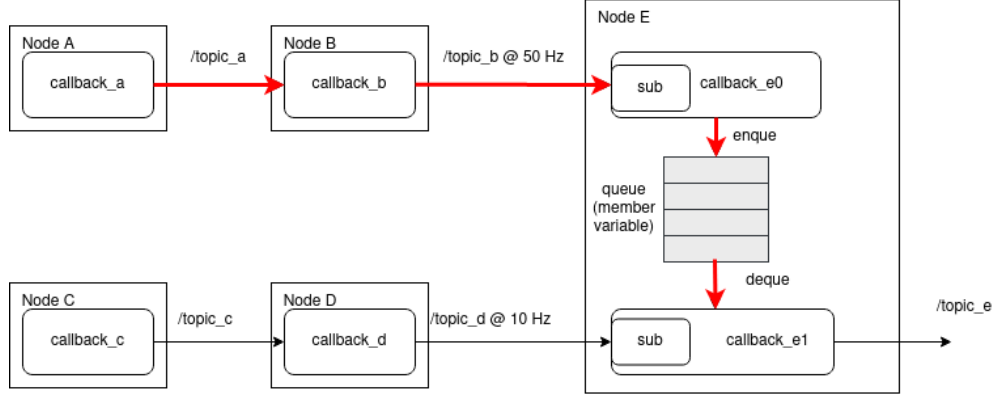 Node A
callback_a
/topic_a
Node B
callback_b
/topic_b @ 50 Hz
Node E
sub
callback_e0
enque
queue
(member
variable)
deque
Node C
callback_c
/topic_c
Node D
callback_d
/topic_d @ 10 Hz
sub
callback_e1
/topic_e